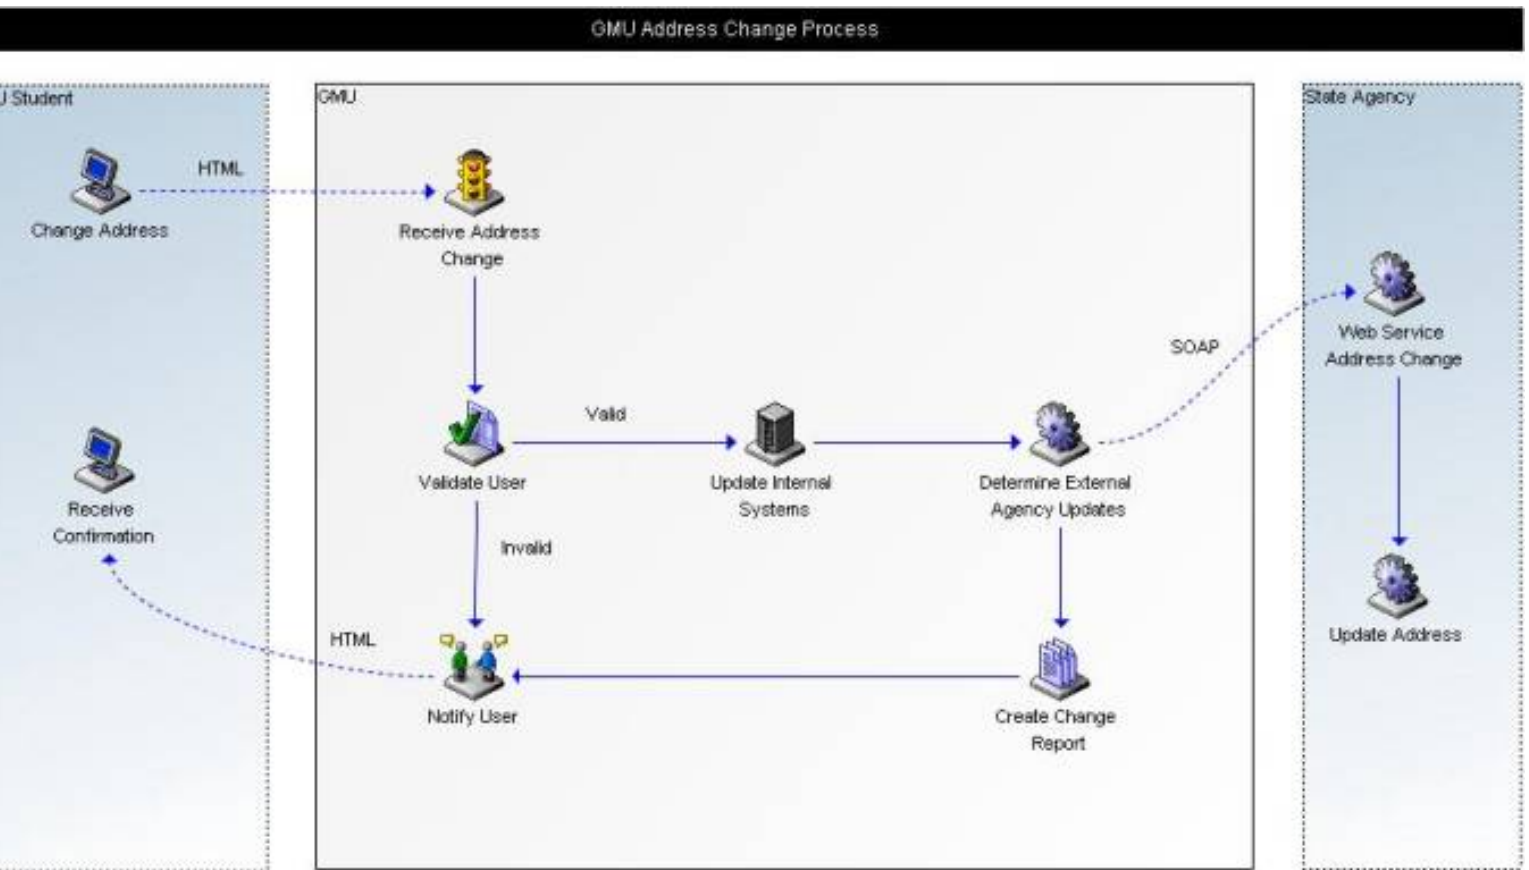 GMU Address Change Process
U Student
GMU
State Agency
HTML
Change Address
Receive Address
Change
Web Service
Address Change
SOAP
Valid
Validate User
Update Internal
Systems
Determine External
Agency Updates
Receive
Confirmation
Invalid
HTML
Update Address
Notify User
Create Change
Report